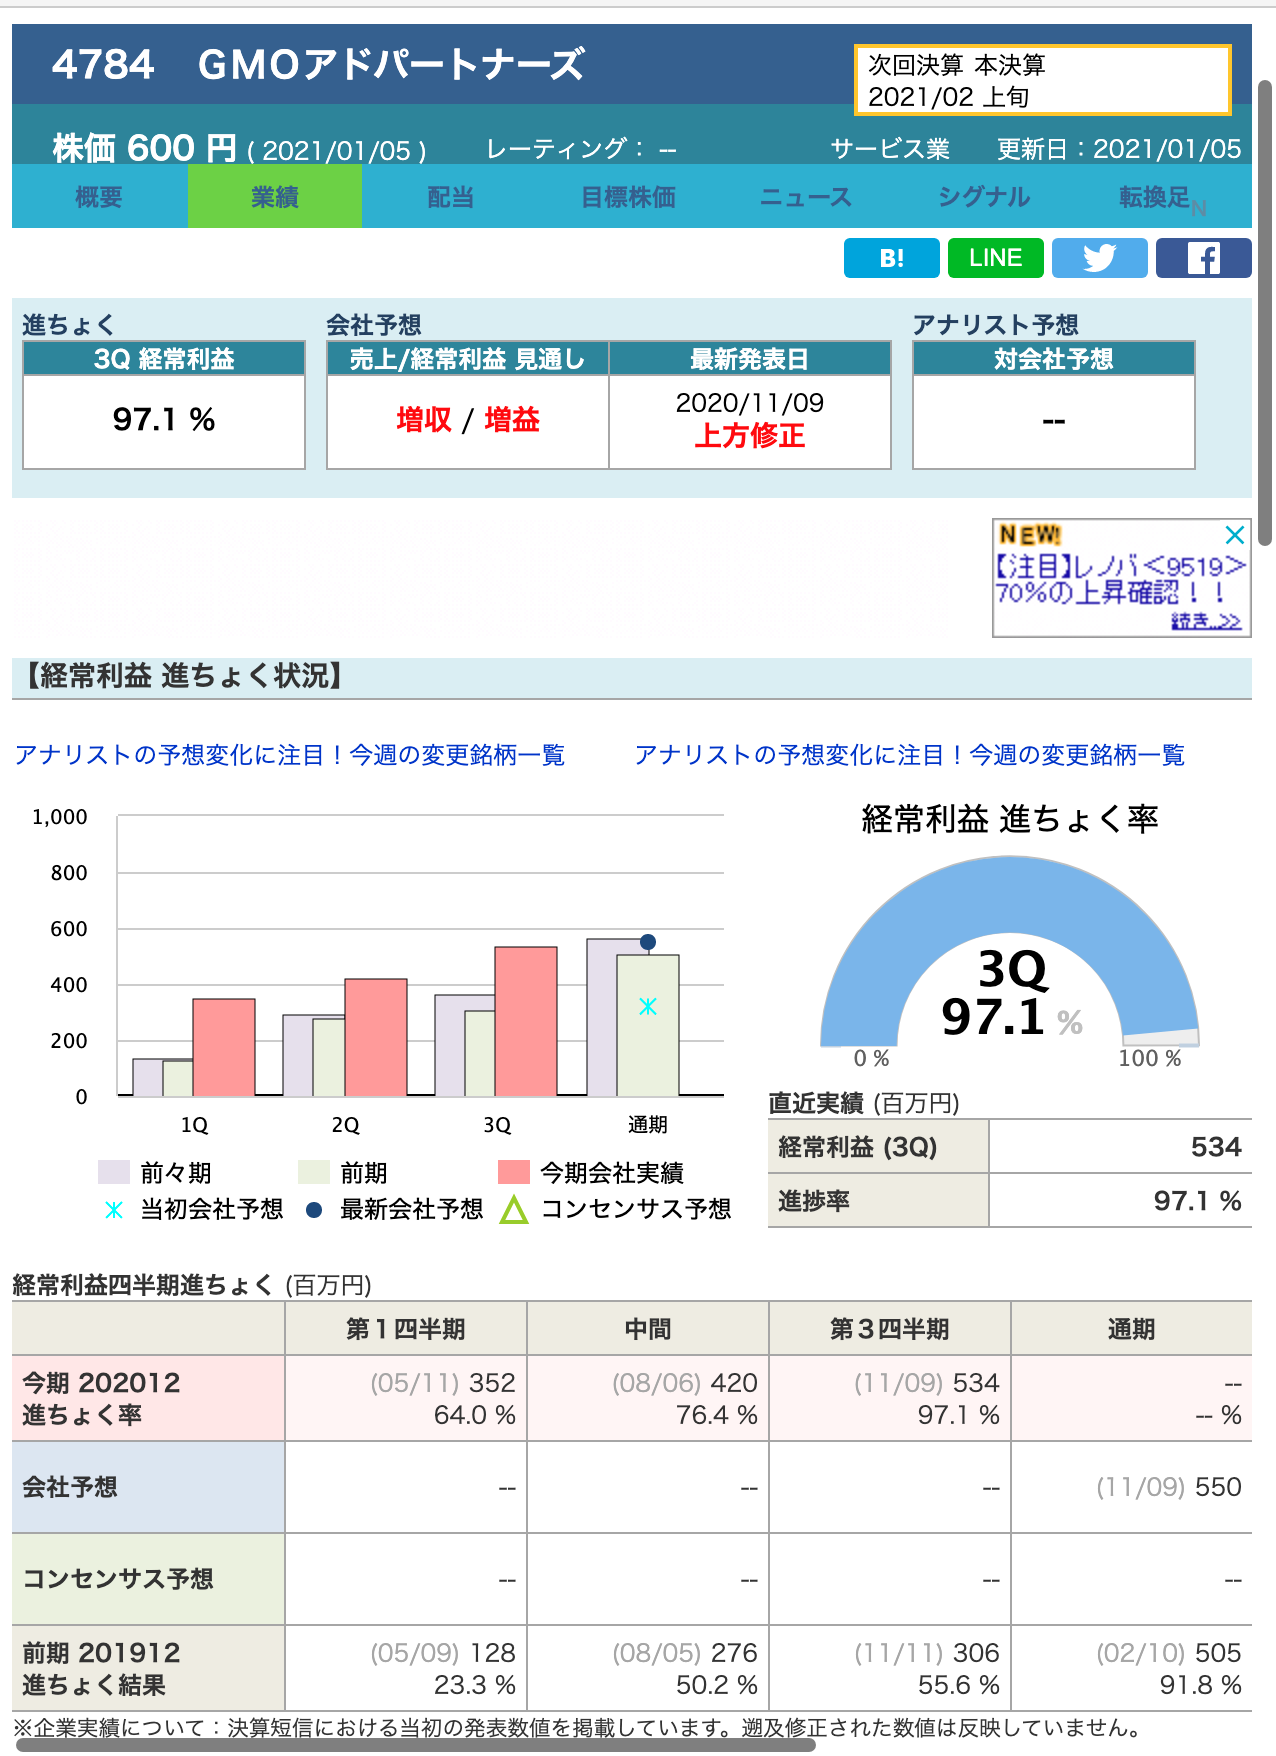 4784　GMOアドパートナーズ
次回決算 本決算
2021/02 上旬
株価 600 円 ( 2021/01/05 )
レーティング： --
サービス業
更新日：2021/01/05
概要
業績
配当
目標株価
ニュース
シグナル
転換足N
B!
LINE
進ちょく
会社予想
アナリスト予想
3Q 経常利益
売上/経常利益 見通し
最新発表日
対会社予想
97.1 %
増収 / 増益
2020/11/09
上方修正
--
NEW!
【注目】レノバ＜9519＞
70%の上昇確認！！
続き..>>
【経常利益 進ちょく状況】
アナリストの予想変化に注目！今週の変更銘柄一覧
アナリストの予想変化に注目！今週の変更銘柄一覧
1,000
800
600
400
200
0
1Q
2Q
3Q
通期
前々期
前期
今期会社実績
当初会社予想
最新会社予想
コンセンサス予想
経常利益 進ちょく率
3Q
97.1 %
0 %
100 %
直近実績 (百万円)
経常利益 (3Q) 534
進捗率 97.1 %
経常利益四半期進ちょく (百万円)
第１四半期 中間 第３四半期 通期
今期 202012 (05/11) 352 (08/06) 420 (11/09) 534 --
進ちょく率 64.0 % 76.4 % 97.1 % -- %
会社予想 -- -- -- (11/09) 550
コンセンサス予想 -- -- -- --
前期 201912 (05/09) 128 (08/05) 276 (11/11) 306 (02/10) 505
進ちょく結果 23.3 % 50.2 % 55.6 % 91.8 %
※企業実績について：決算短信における当初の発表数値を掲載しています。遡及修正された数値は反映していません。